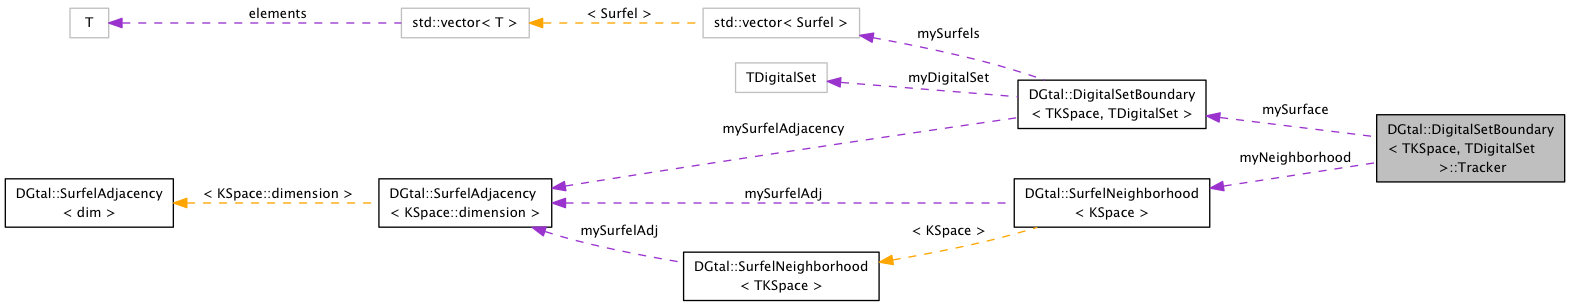 T
elements
std::vector< T >
< Surfel >
std::vector< Surfel >
mySurfels
TDigitalSet
myDigitalSet
DGtal::DigitalSetBoundary
< TKSpace, TDigitalSet >
mySurface
DGtal::DigitalSetBoundary
< TKSpace, TDigitalSet
>::Tracker
mySurfelAdjacency
myNeighborhood
DGtal::SurfelAdjacency
< dim >
< KSpace::dimension >
DGtal::SurfelAdjacency
< KSpace::dimension >
mySurfelAdj
DGtal::SurfelNeighborhood
< KSpace >
mySurfelAdj
< KSpace >
DGtal::SurfelNeighborhood
< TKSpace >